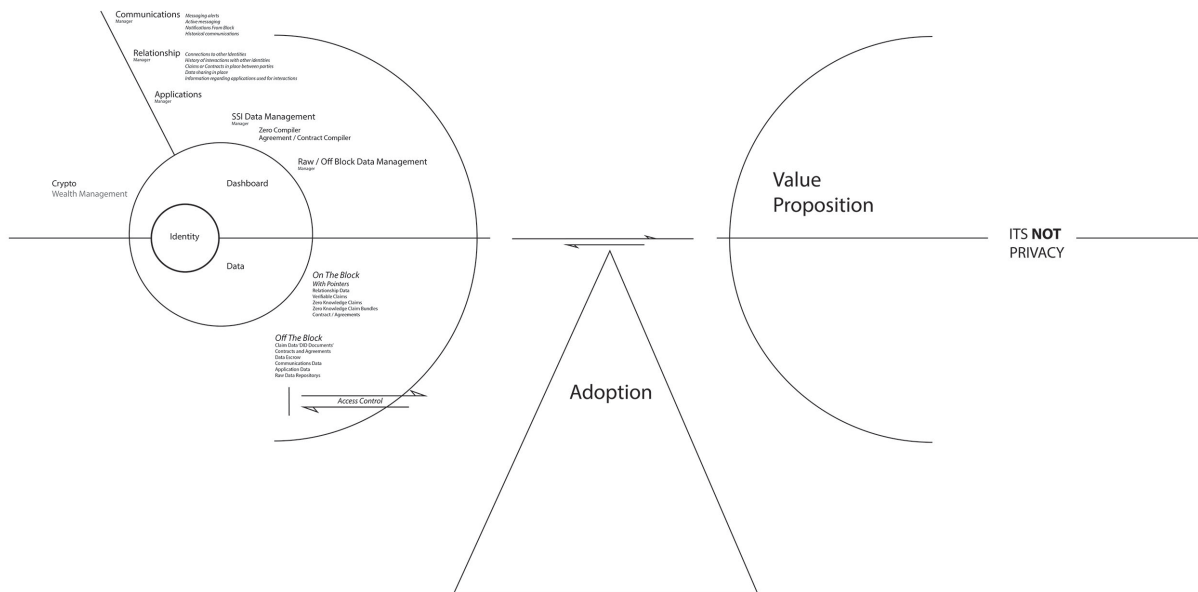 Communications
Manager
Messaging alerts
Active messaging
Notifications From Block
Historical communications
Relationship
Manager
Connections to other Identities
History of Interactions with other identities
Claims or Contracts in place between parties
Data sharing in place
Information regarding applications used for interactions
Applications
Manager
SSI Data Management
Manager
Zero Compiler
Agreement / Contract Compiler
Raw / Off Block Data Management
Manager
Crypto
Wealth Management
Dashboard
Identity
Data
On The Block
With Pointers
Relationship Data
Verifiable Claims
Zero Knowledge Claims
Zero Knowledge Claim Bundles
Contract / Agreements
Off The Block
Claim Data 'DID Documents'
Contracts and Agreements
Data Escrow
Communications Data
Application Data
Raw Data Repositorys
Access Control
Adoption
Value
Proposition
ITS NOT
PRIVACY